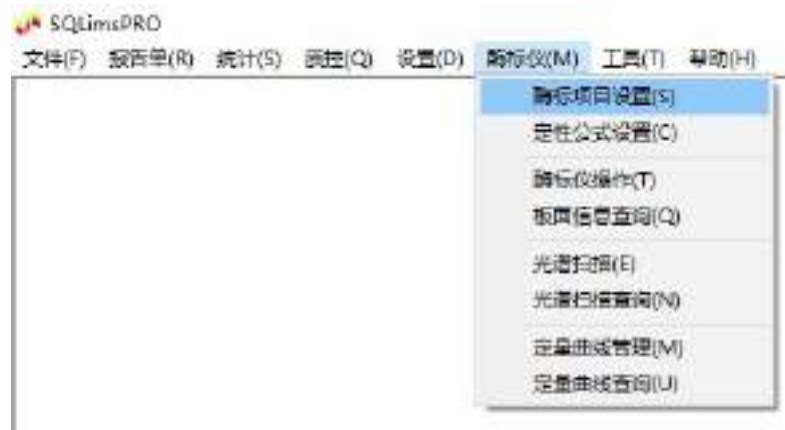 SQLimsPRO
文件(F) 报告单(R) 统计(S) 质控(Q) 设置(D) 酶标仪(M) 工具(T) 帮助(H)
酶标项目设置(S)
定性公式设置(C)
酶标仪操作(T)
板面信息查询(Q)
光谱扫描(E)
光谱扫描查询(N)
定量曲线管理(M)
定量曲线查询(U)